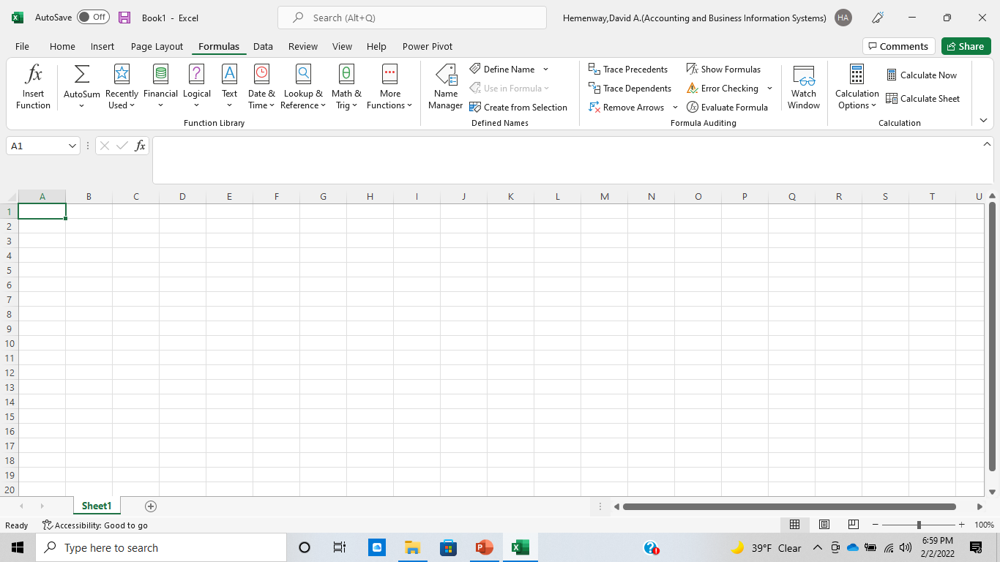 AutoSave Off Book1 - Excel Search (Alt+Q) Hemenway,David A.(Accounting and Business Information Systems) HA
File Home Insert Page Layout Formulas Data Review View Help Power Pivot Comments Share
fx Insert Function
AutoSum
Recently Used
Financial
Logical
Text
Date & Time
Lookup & Reference
Math & Trig
More Functions
Function Library
Name Manager
Define Name
Use in Formula
Create from Selection
Defined Names
Trace Precedents
Trace Dependents
Remove Arrows
Show Formulas
Error Checking
Evaluate Formula
Formula Auditing
Watch Window
Calculation Options
Calculate Now
Calculate Sheet
Calculation
A1 fx
A B C D E F G H I J K L M N O P Q R S T U
1
2
3
4
5
6
7
8
9
10
11
12
13
14
15
16
17
18
19
20
Sheet1
Ready Accessibility: Good to go 100%
Type here to search 39°F Clear 6:59 PM
2/2/2022